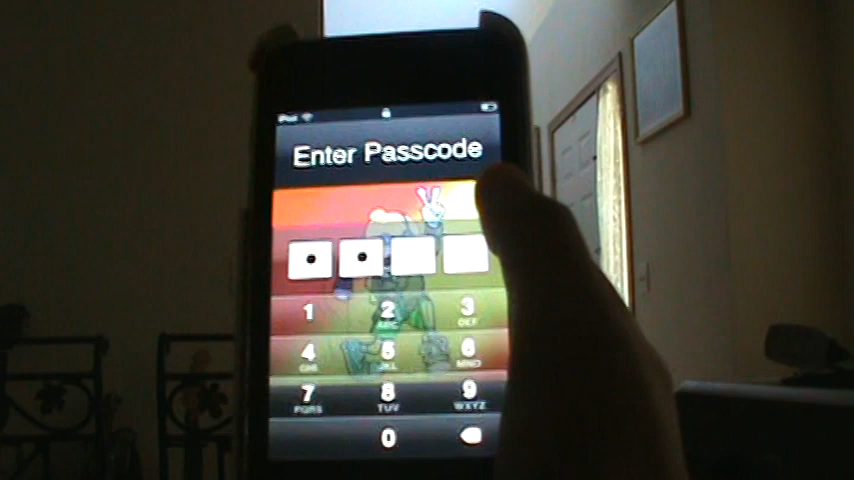 iPod
Enter Passcode
1 2 3
ABC DEF
4 5 6
GHI JKL MNO
7 8 9
PQRS TUV WXYZ
0